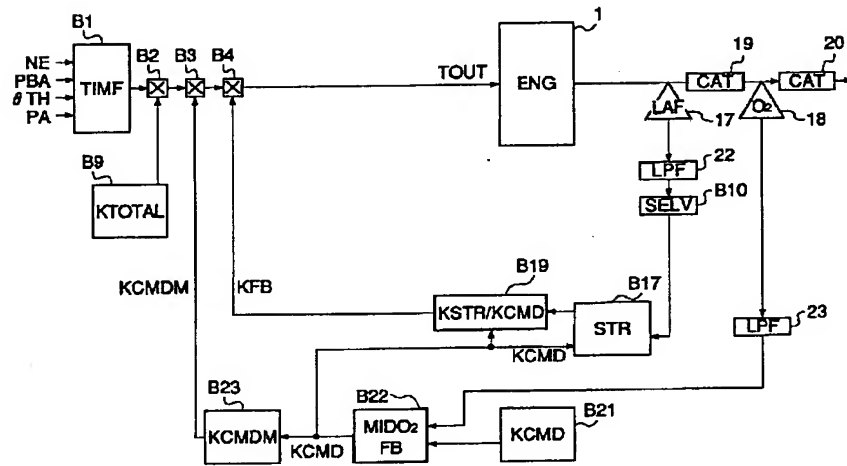 B1
NE
PBA
θTH
PA
TIMF
B2
B3
B4
TOUT
1
ENG
19
CAT
20
CAT
LAF
17
O₂
18
LPF
22
SELV
B10
B9
KTOTAL
KCMDM
KFB
B19
KSTR/KCMD
B17
STR
KCMD
LPF
23
B23
KCMDM
KCMD
B22
MIDO₂
FB
B21
KCMD